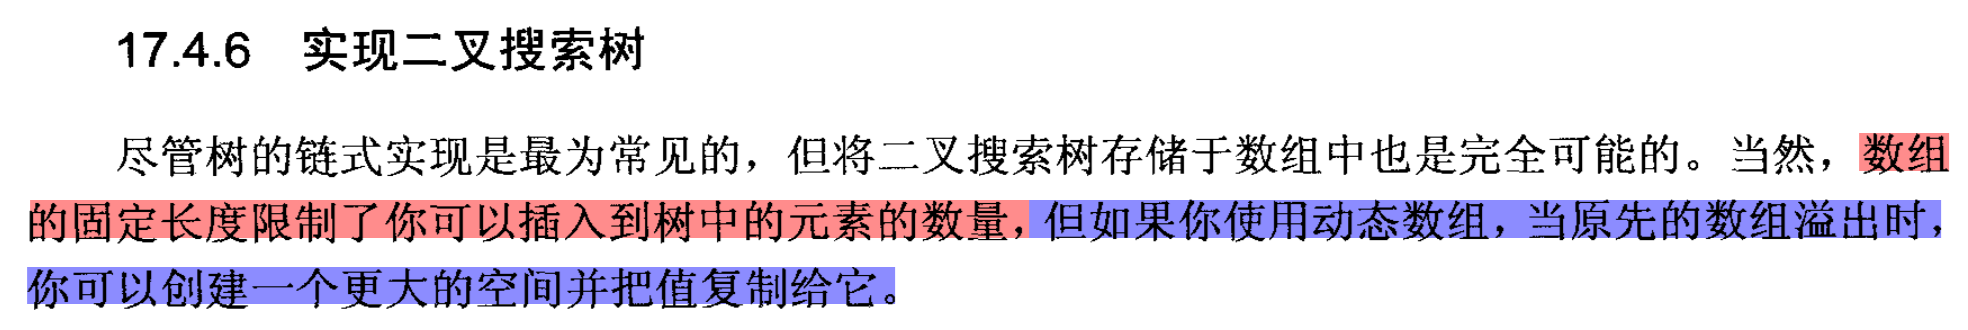 17.4.6 实现二叉搜索树
尽管树的链式实现是最为常见的，但将二叉搜索树存储于数组中也是完全可能的。当然，数组
的固定长度限制了你可以插入到树中的元素的数量，但如果你使用动态数组，当原先的数组溢出时，
你可以创建一个更大的空间并把值复制给它。